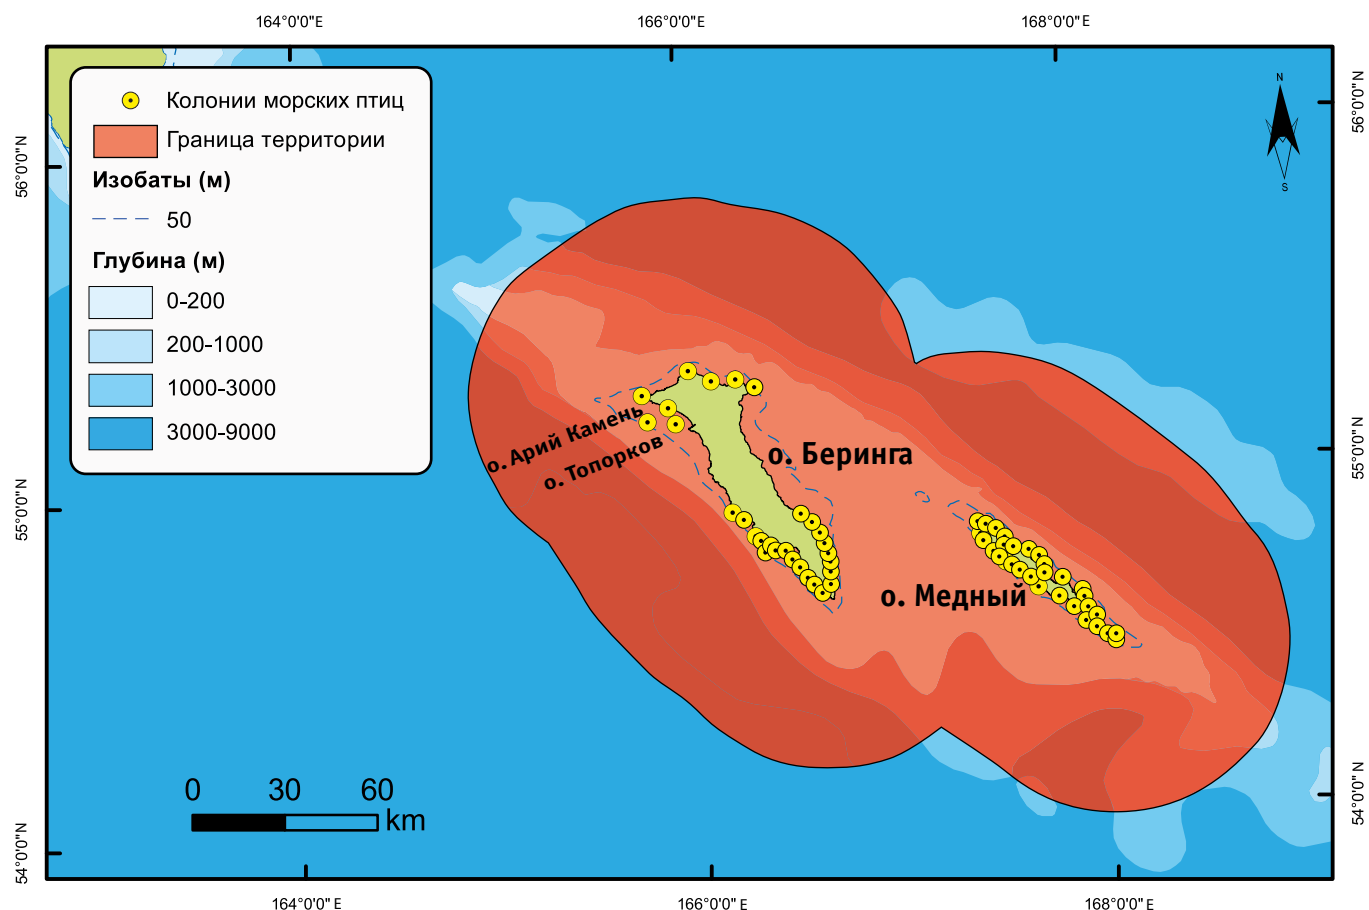 164°0'0"E
166°0'0"E
168°0'0"E
56°0'0"N
56°0'0"N
N
S
Колонии морских птиц
Граница территории
Изобаты (м)
50
Глубина (м)
0-200
200-1000
1000-3000
3000-9000
о. Арий Камень
о. Топорков
о. Беринга
о. Медный
55°0'0"N
55°0'0"N
0 30 60
km
54°0'0"N
54°0'0"N
164°0'0"E
166°0'0"E
168°0'0"E